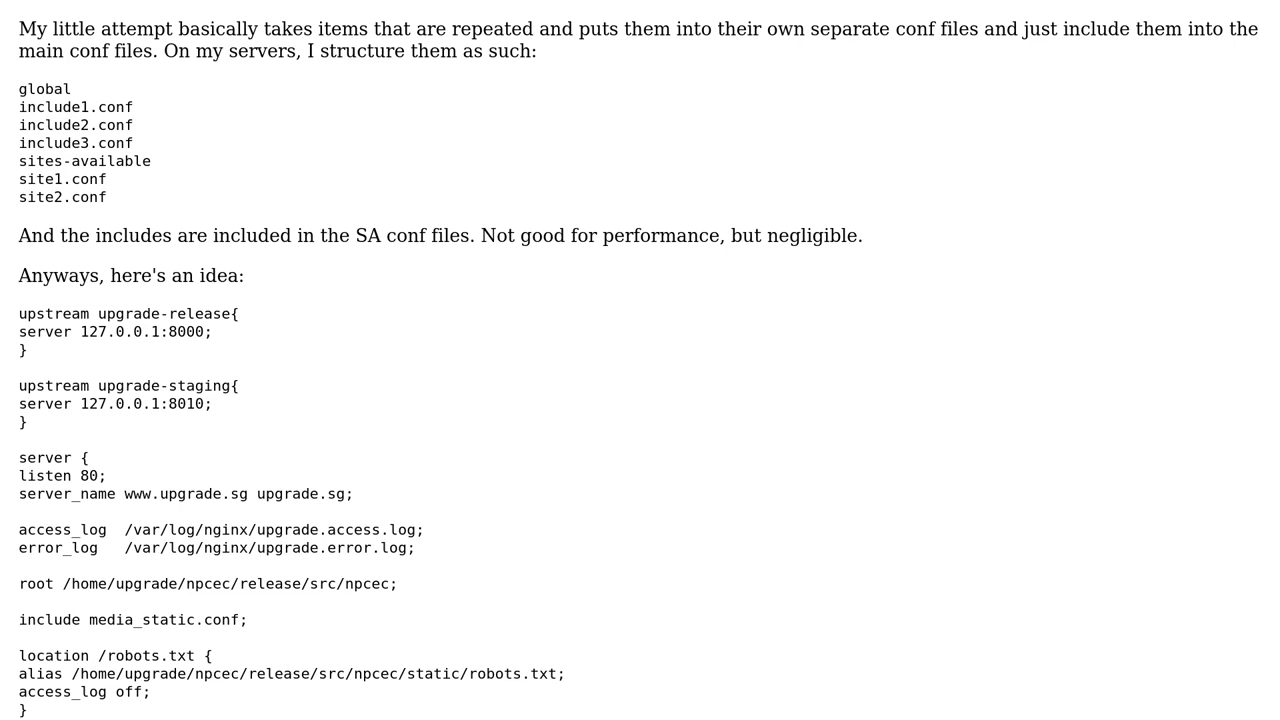 My little attempt basically takes items that are repeated and puts them into their own separate conf files and just include them into the
main conf files. On my servers, I structure them as such:
global
include1.conf
include2.conf
include3.conf
sites-available
site1.conf
site2.conf
And the includes are included in the SA conf files. Not good for performance, but negligible.
Anyways, here's an idea:
upstream upgrade-release{
server 127.0.0.1:8000;
}
upstream upgrade-staging{
server 127.0.0.1:8010;
}
server {
listen 80;
server_name www.upgrade.sg upgrade.sg;
access_log  /var/log/nginx/upgrade.access.log;
error_log   /var/log/nginx/upgrade.error.log;
root /home/upgrade/npcec/release/src/npcec;
include media_static.conf;
location /robots.txt {
alias /home/upgrade/npcec/release/src/npcec/static/robots.txt;
access_log off;
}